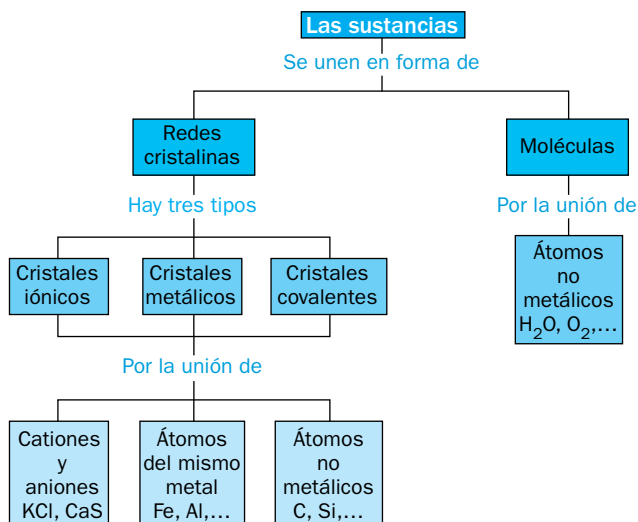 Las sustancias
Se unen en forma de
Redes
cristalinas
Moléculas
Hay tres tipos
Por la unión de
Cristales
iónicos
Cristales
metálicos
Cristales
covalentes
Átomos
no
metálicos
H₂O, O₂,…
Por la unión de
Cationes
y
aniones
KCl, CaS
Átomos
del mismo
metal
Fe, Al,…
Átomos
no
metálicos
C, Si,…